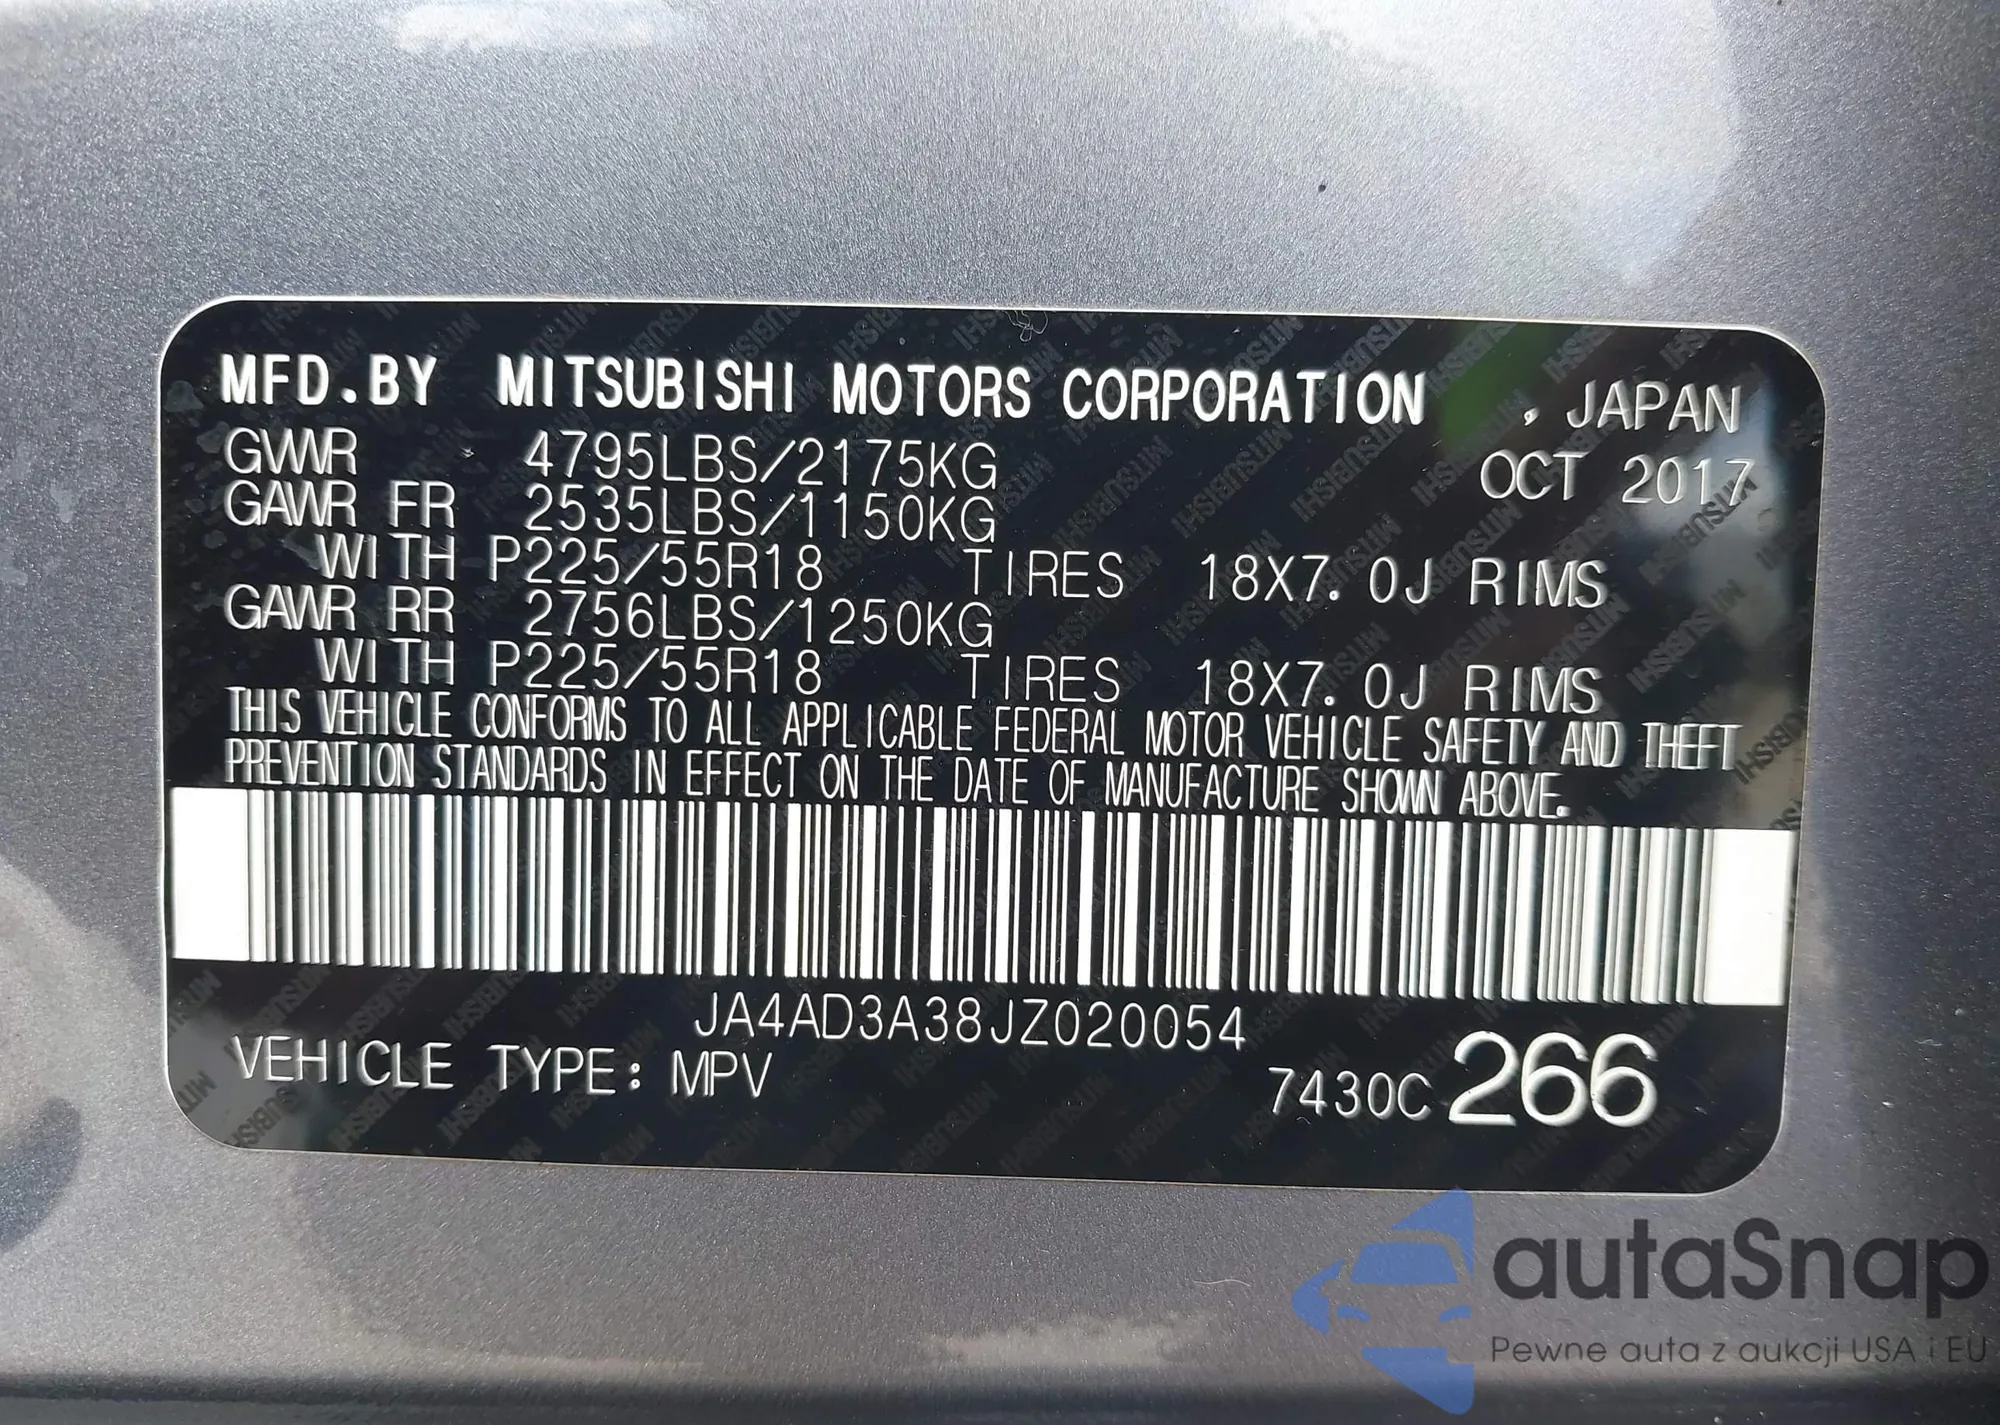 MFD.BY MITSUBISHI MOTORS CORPORATION , JAPAN
GVWR 4795LBS/2175KG OCT 2017
GAWR FR 2535LBS/1150KG
WITH P225/55R18 TIRES 18X7.0J RIMS
GAWR RR 2756LBS/1250KG
WITH P225/55R18 TIRES 18X7.0J RIMS
THIS VEHICLE CONFORMS TO ALL APPLICABLE FEDERAL MOTOR VEHICLE SAFETY AND THEFT
PREVENTION STANDARDS IN EFFECT ON THE DATE OF MANUFACTURE SHOWN ABOVE.
JA4AD3A38JZ020054
VEHICLE TYPE: MPV 7430C 266
autaSnap
Pewne auta z aukcji USA i EU